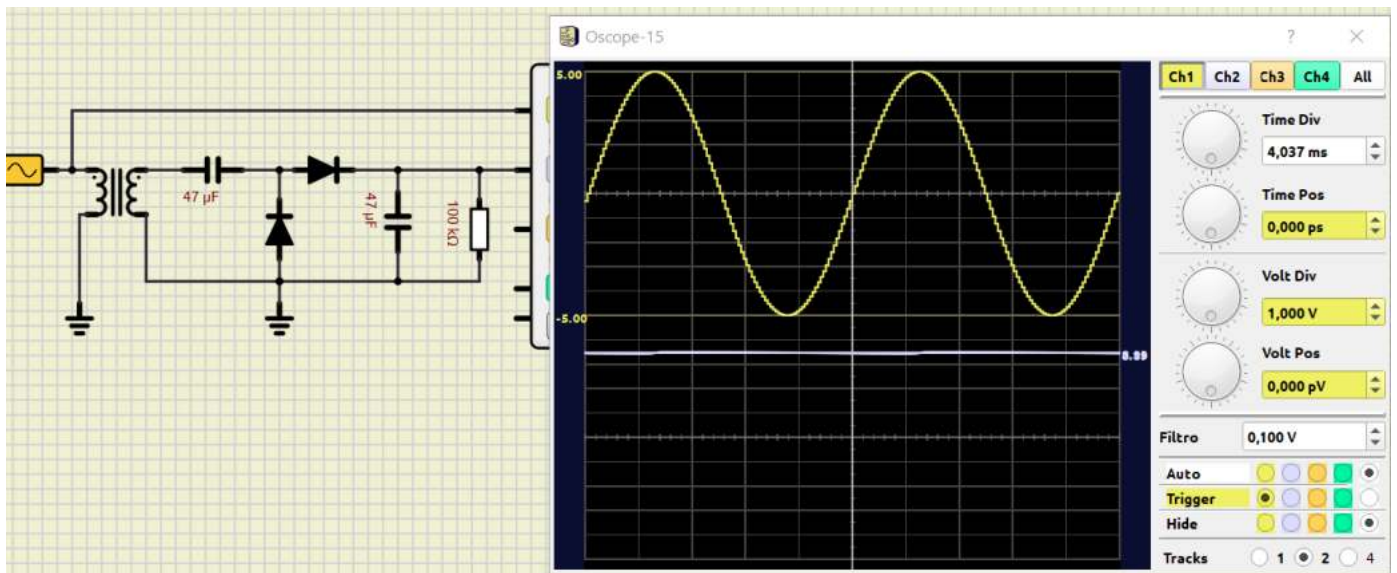 Oscope-15
?
47 µF
47 µF
100 kΩ
5.00
-5.00
8.99
Ch1 Ch2 Ch3 Ch4 All
Time Div
4,037 ms
Time Pos
0,000 ps
Volt Div
1,000 V
Volt Pos
0,000 pV
Filtro 0,100 V
Auto
Trigger
Hide
Tracks 1 2 4